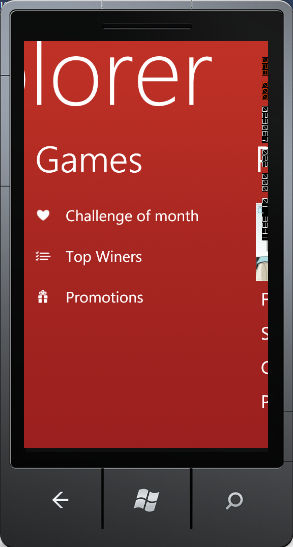 lorer
Games
Challenge of month
Top Winers
Promotions
F
S
C
P